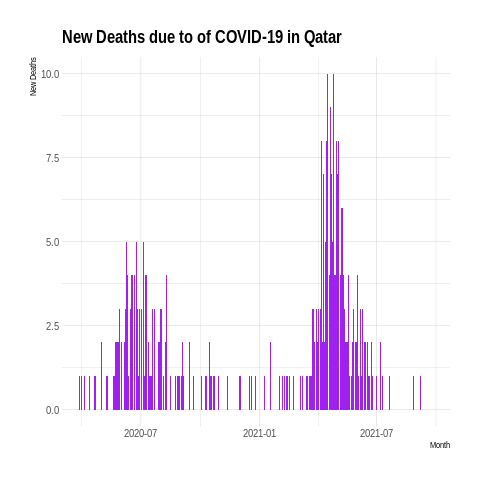 New Deaths due to of COVID-19 in Qatar
New Deaths
10.0
7.5
5.0
2.5
0.0
2020-07
2021-01
2021-07
Month